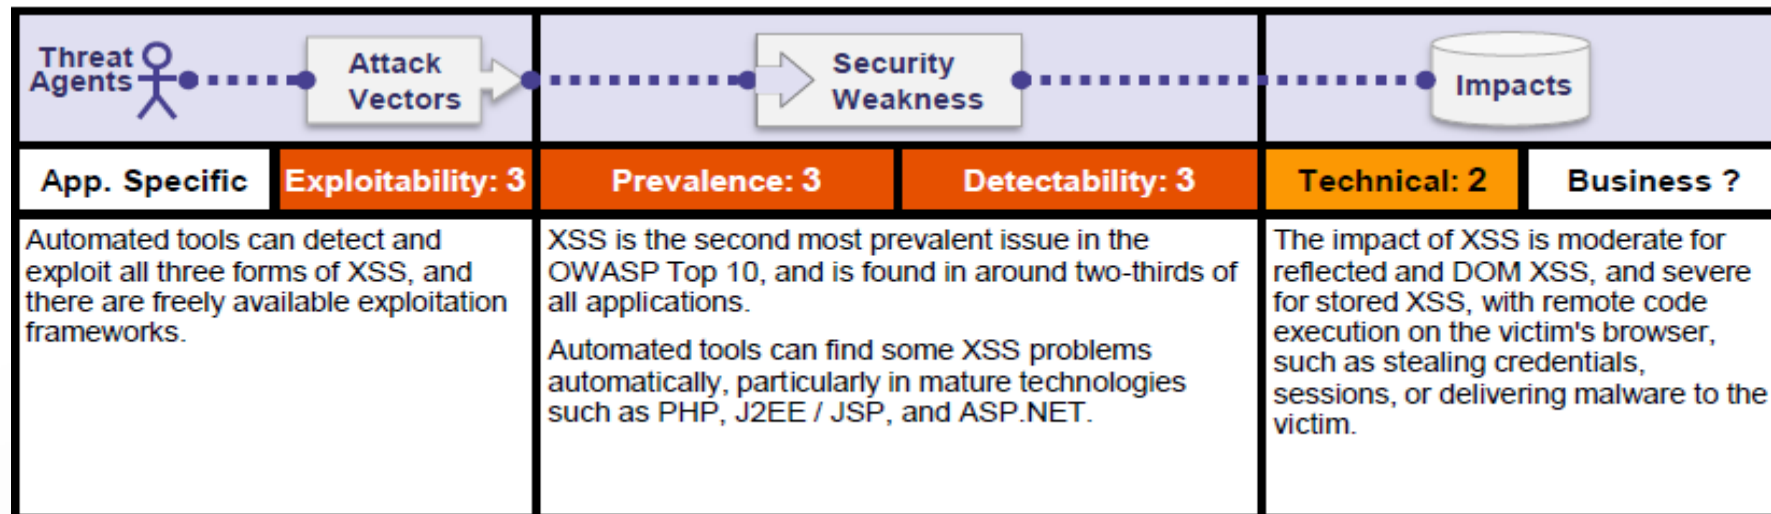 Threat
Agents
Attack
Vectors
Security
Weakness
Impacts
App. Specific
Exploitability: 3
Prevalence: 3
Detectability: 3
Technical: 2
Business ?
Automated tools can detect and
exploit all three forms of XSS, and
there are freely available exploitation
frameworks.
XSS is the second most prevalent issue in the
OWASP Top 10, and is found in around two-thirds of
all applications.
Automated tools can find some XSS problems
automatically, particularly in mature technologies
such as PHP, J2EE / JSP, and ASP.NET.
The impact of XSS is moderate for
reflected and DOM XSS, and severe
for stored XSS, with remote code
execution on the victim's browser,
such as stealing credentials,
sessions, or delivering malware to the
victim.